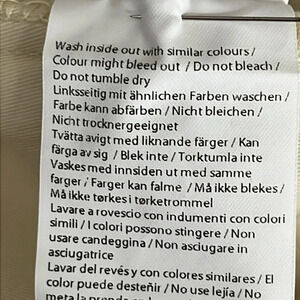 Wash inside out with similar colours /
Colour might bleed out / Do not bleach /
Do not tumble dry
Linksseitig mit ähnlichen Farben waschen /
Farbe kann abfärben / Nicht bleichen /
Nicht trocknergeeignet
Tvätta avigt med liknande färger / Kan
färga av sig / Blek inte / Torktumla inte
Vaskes med innsiden ut med samme
farger / Farger kan falme / Må ikke blekes /
Må ikke tørkes i tørketrommel
Lavare a rovescio con indumenti con colori
simili / I colori possono stingere / Non
usare candeggina / Non asciugare in
asciugatrice
Lavar del revés y con colores similares / El
color puede desteñir / No use lejía / No
meta la prenda en